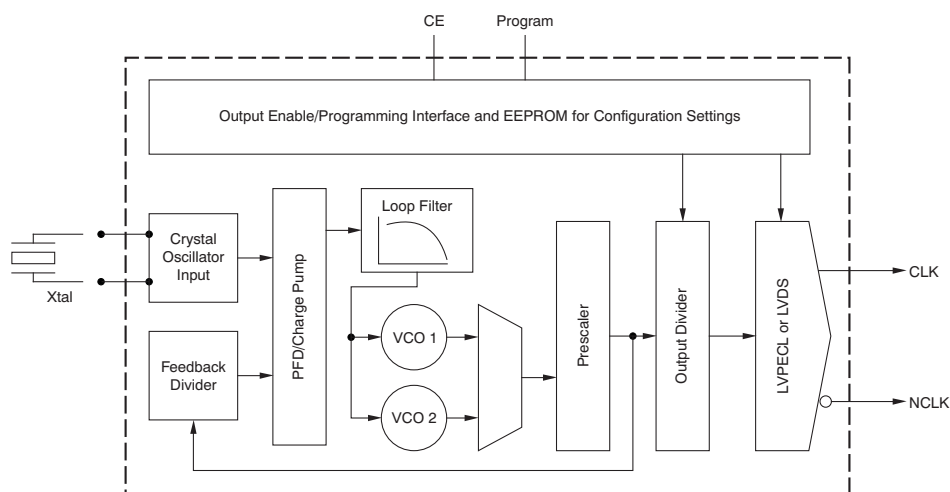 CE
Program
Output Enable/Programming Interface and EEPROM for Configuration Settings
Loop Filter
Crystal
Oscillator
Input
Xtal
PFD/Charge Pump
Feedback
Divider
VCO 1
VCO 2
Prescaler
Output Divider
LVPECL or LVDS
CLK
NCLK